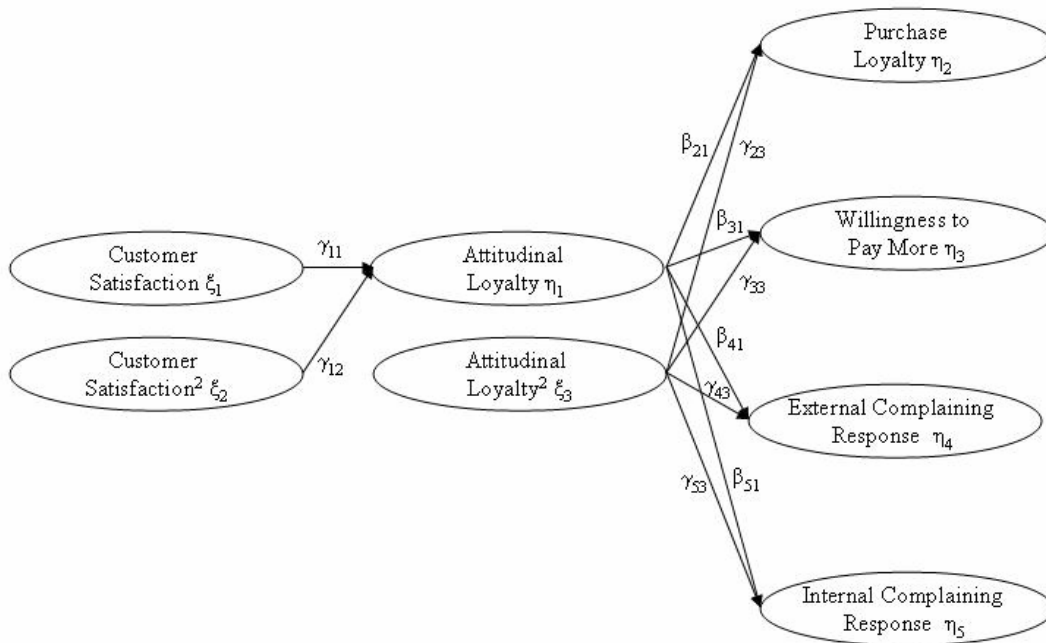 Purchase
Loyalty η₂
β₂₁
γ₂₃
β₃₁
Willingness to
Pay More η₃
γ₁₁
Customer
Satisfaction ξ₁
Attitudinal
Loyalty η₁
γ₃₃
β₄₁
γ₁₂
Customer
Satisfaction² ξ₂
Attitudinal
Loyalty² ξ₃
γ₄₃
External Complaining
Response η₄
γ₅₃
β₅₁
Internal Complaining
Response η₅